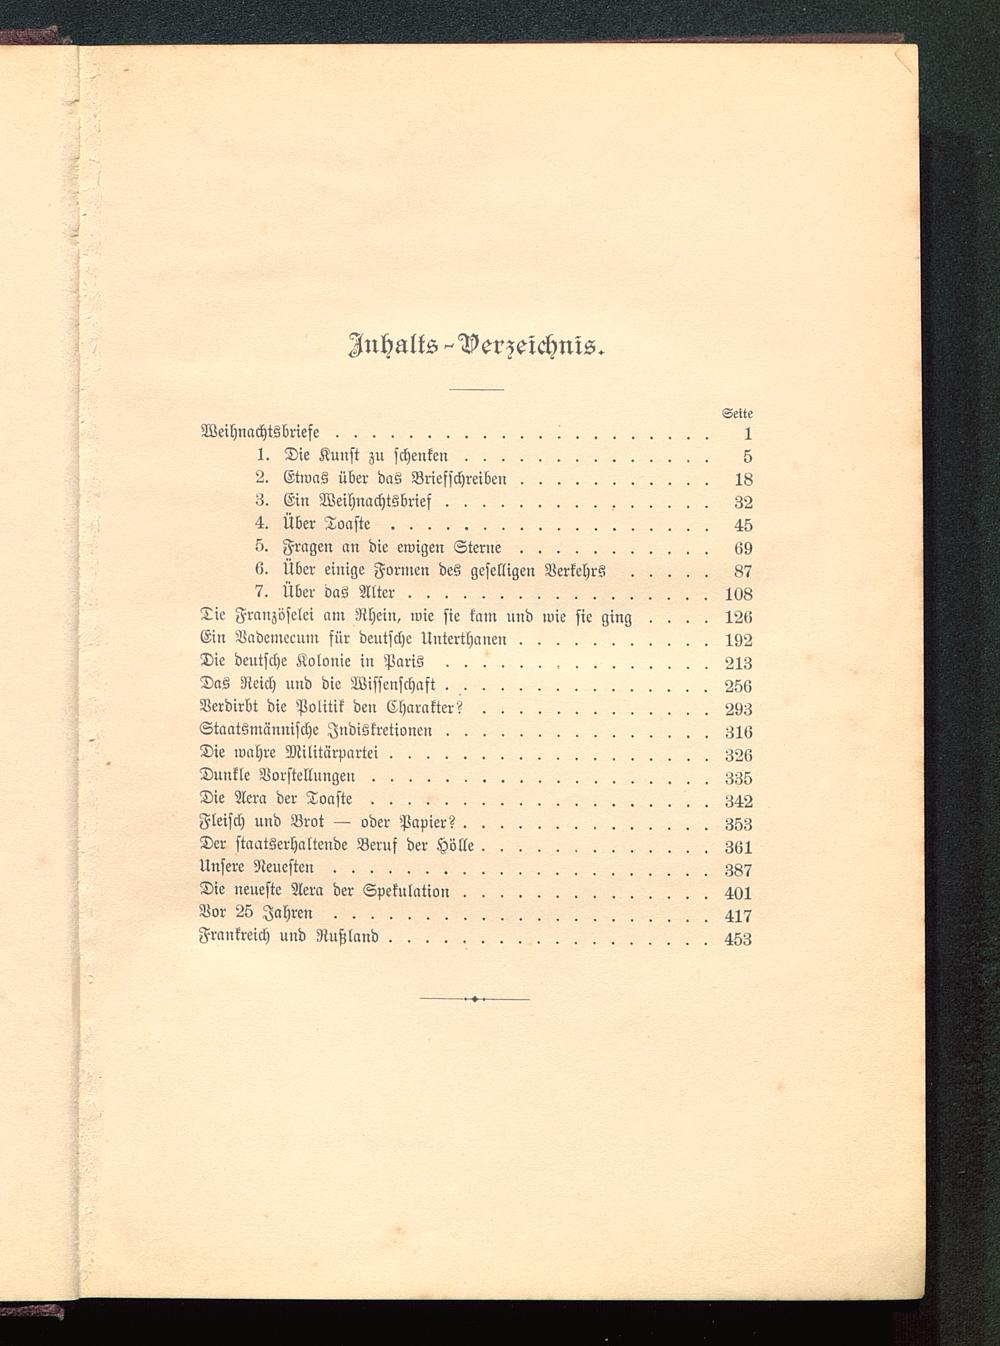 Inhalts-Verzeichnis.
Seite
Weihnachtsbriefe . . . . . . . . . . . . . . . . . . . . . 1
1. Die Kunst zu schenken . . . . . . . . . . . . . . 5
2. Etwas über das Briefschreiben . . . . . . . . . . . 18
3. Ein Weihnachtsbrief . . . . . . . . . . . . . . . 32
4. Über Toaste . . . . . . . . . . . . . . . . . . 45
5. Fragen an die ewigen Sterne . . . . . . . . . . . 69
6. Über einige Formen des geselligen Verkehrs . . . . . 87
7. Über das Alter . . . . . . . . . . . . . . . . . 108
Die Französelei am Rhein, wie sie kam und wie sie ging . . . . 126
Ein Vademecum für deutsche Unterthanen . . . . . . . . . . . 192
Die deutsche Kolonie in Paris . . . . . . . . . . . . . . . 213
Das Reich und die Wissenschaft . . . . . . . . . . . . . . . 256
Verdirbt die Politik den Charakter? . . . . . . . . . . . . . 293
Staatsmännische Indiskretionen . . . . . . . . . . . . . . . 316
Die wahre Militärpartei . . . . . . . . . . . . . . . . . . 326
Dunkle Vorstellungen . . . . . . . . . . . . . . . . . . . 335
Die Aera der Toaste . . . . . . . . . . . . . . . . . . . 342
Fleisch und Brot — oder Papier? . . . . . . . . . . . . . . 353
Der staatserhaltende Beruf der Hölle . . . . . . . . . . . . . 361
Unsere Neuesten . . . . . . . . . . . . . . . . . . . . . 387
Die neueste Aera der Spekulation . . . . . . . . . . . . . . 401
Vor 25 Jahren . . . . . . . . . . . . . . . . . . . . . 417
Frankreich und Rußland . . . . . . . . . . . . . . . . . . 453